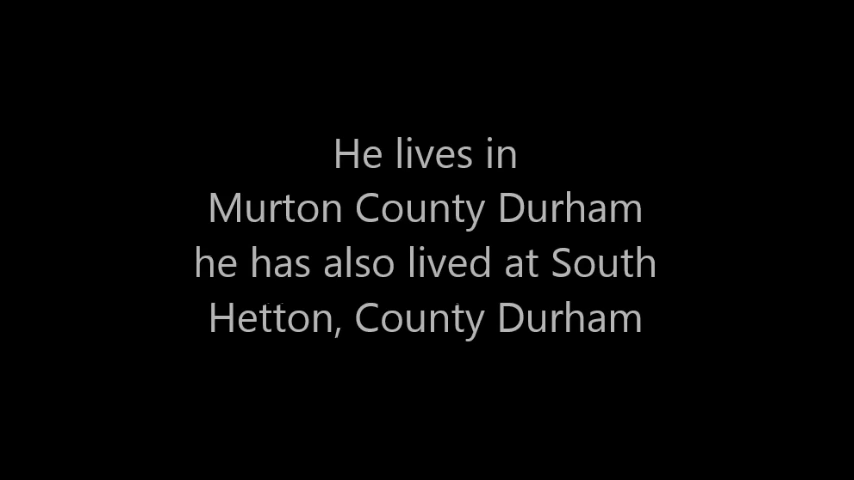 He lives in
Murton County Durham
he has also lived at South
Hetton, County Durham